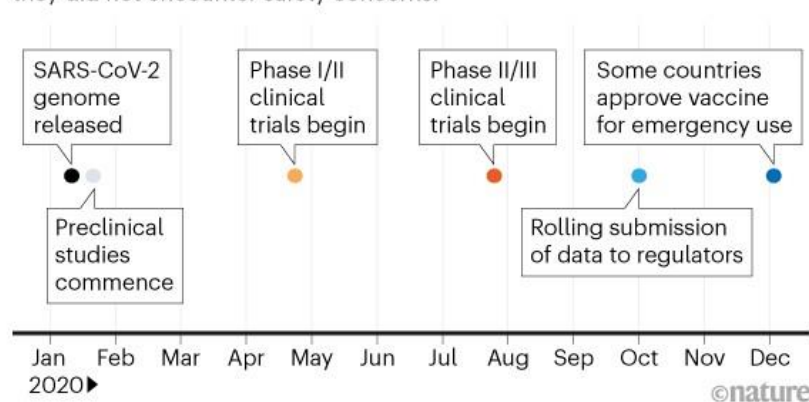 SARS-CoV-2
genome
released
Phase I/II
clinical
trials begin
Phase II/III
clinical
trials begin
Some countries
approve vaccine
for emergency use
Preclinical
studies
commence
Rolling submission
of data to regulators
Jan Feb Mar Apr May Jun Jul Aug Sep Oct Nov Dec
2020
©nature